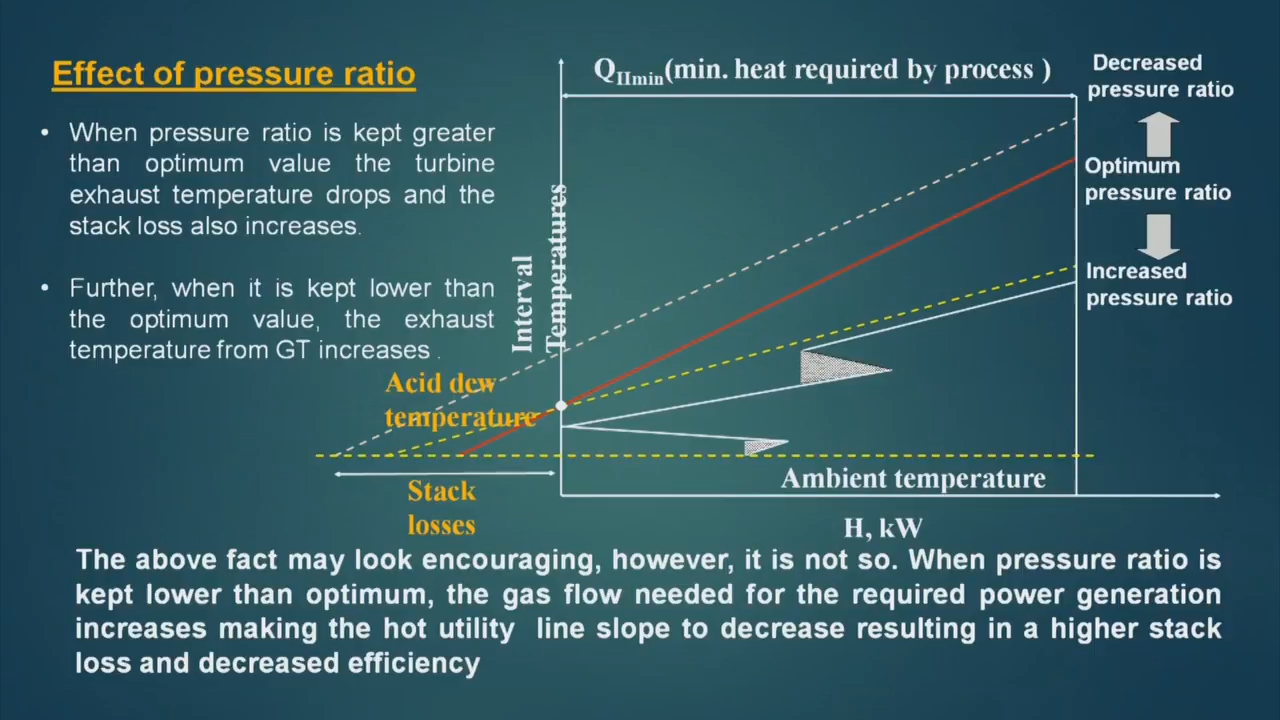 Effect of pressure ratio
• When pressure ratio is kept greater
than optimum value the turbine
exhaust temperature drops and the
stack loss also increases.
• Further, when it is kept lower than
the optimum value, the exhaust
temperature from GT increases .
QIImin(min. heat required by process )
Decreased
pressure ratio
Optimum
pressure ratio
Increased
pressure ratio
Interval
Temperatures
Acid dew
temperature
Stack
losses
Ambient temperature
H, kW
The above fact may look encouraging, however, it is not so. When pressure ratio is
kept lower than optimum, the gas flow needed for the required power generation
increases making the hot utility line slope to decrease resulting in a higher stack
loss and decreased efficiency